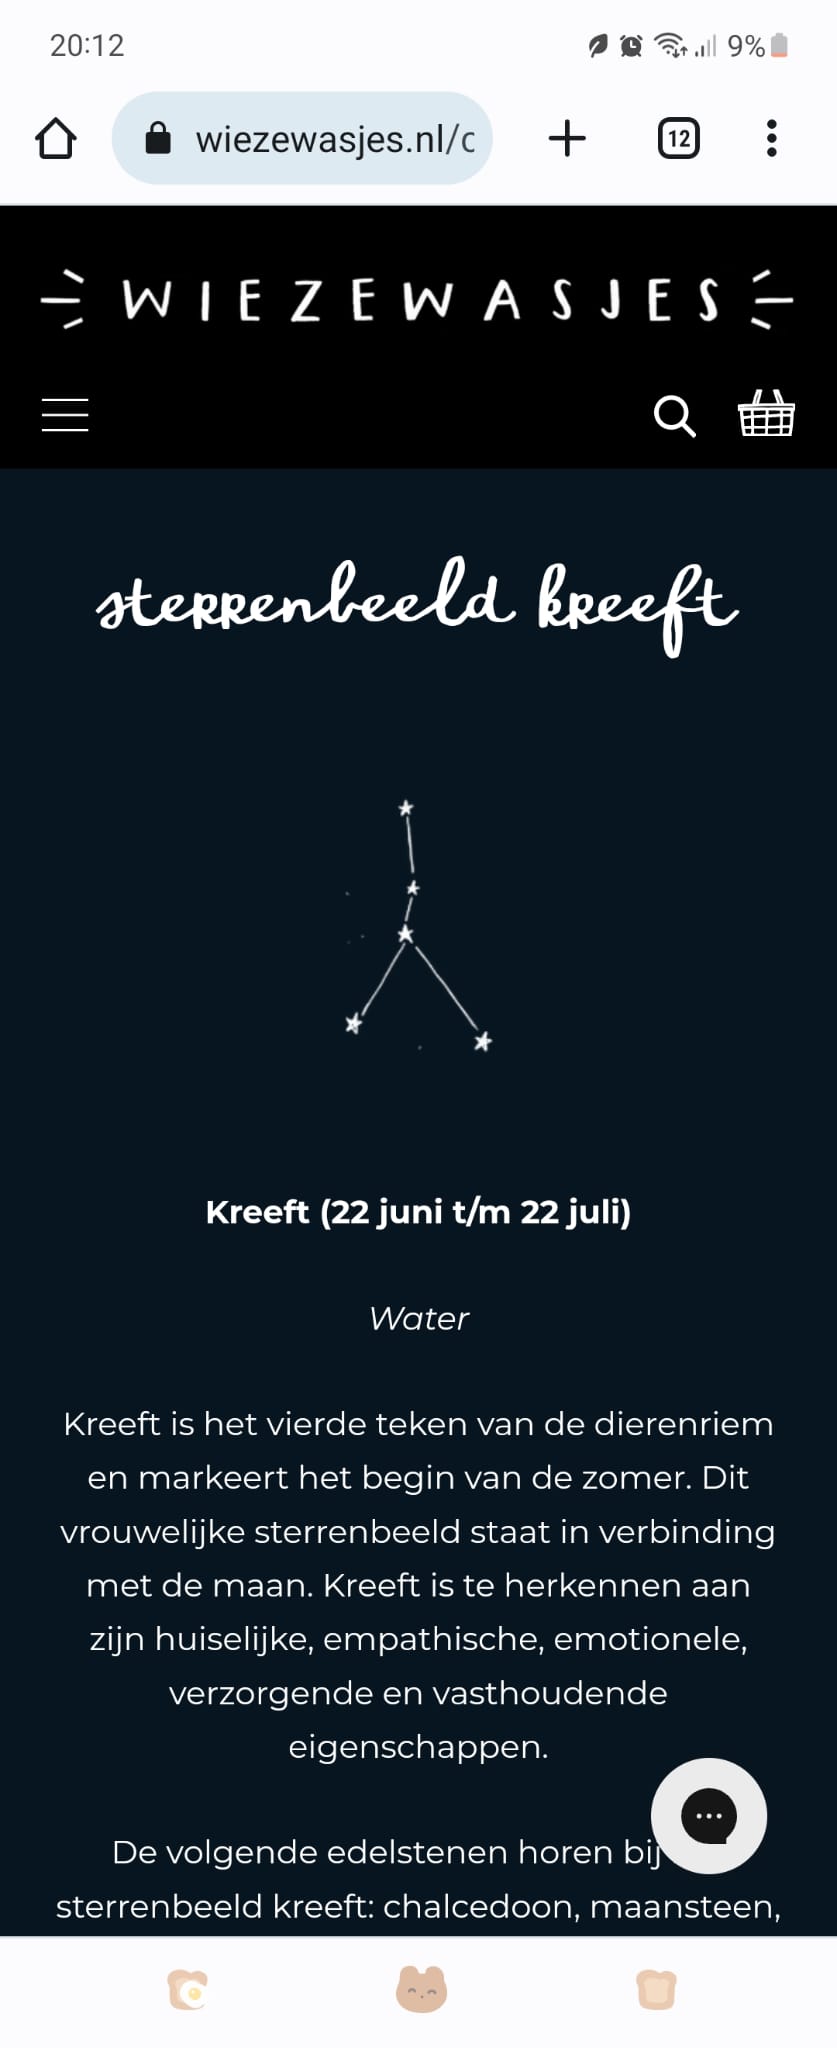 20:12
9%
wiezewasjes.nl/c
12
WIEZEWASJES
sterrenbeeld kreeft
Kreeft (22 juni t/m 22 juli)
Water
Kreeft is het vierde teken van de dierenriem
en markeert het begin van de zomer. Dit
vrouwelijke sterrenbeeld staat in verbinding
met de maan. Kreeft is te herkennen aan
zijn huiselijke, empathische, emotionele,
verzorgende en vasthoudende
eigenschappen.
De volgende edelstenen horen bij
sterrenbeeld kreeft: chalcedoon, maansteen,